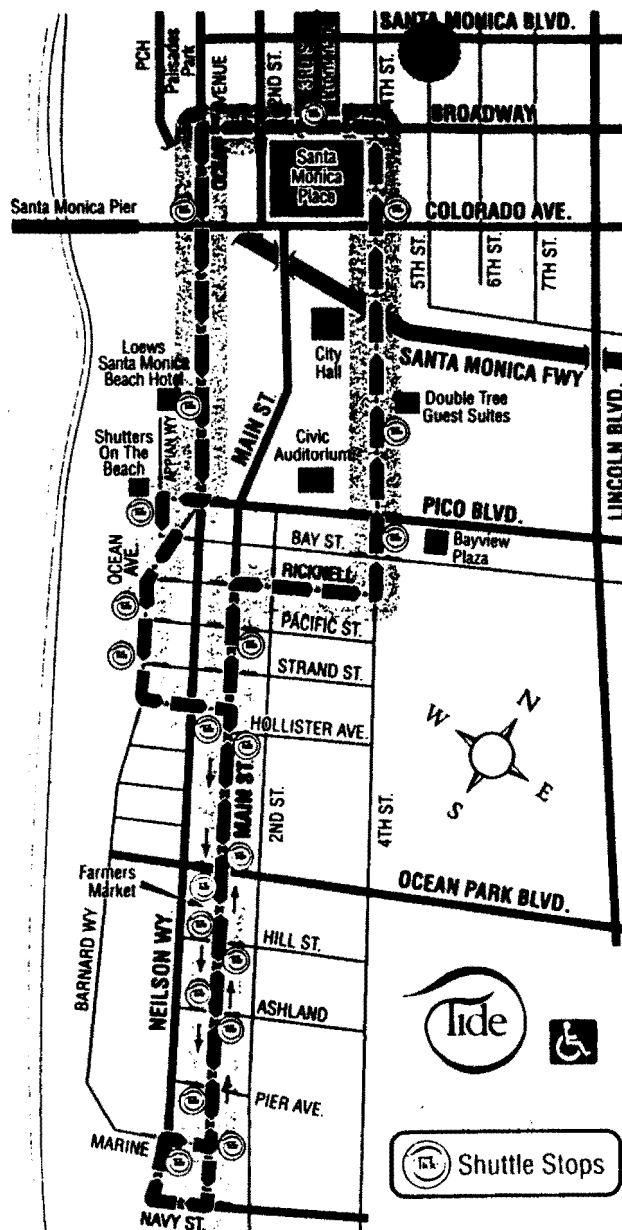 SANTA MONICA BLVD.
PCH
Palisades
Park
OCEAN AVENUE
2ND ST.
4TH ST.
BROADWAY
Santa
Monica
Place
Santa Monica Pier
COLORADO AVE.
5TH ST.
6TH ST.
7TH ST.
LINCOLN BLVD.
Loews
Santa Monica
Beach Hotel
City
Hall
SANTA MONICA FWY
Double Tree
Guest Suites
MAIN ST.
Shutters
On The
Beach
APPIAN WY
Civic
Auditorium
PICO BLVD.
BAY ST.
Bayview
Plaza
OCEAN
AVE.
BICKNELL
PACIFIC ST.
STRAND ST.
HOLLISTER AVE.
N
W
E
S
MAIN ST.
2ND ST.
4TH ST.
Farmers
Market
OCEAN PARK BLVD.
BARNARD WY
NEILSON WY
HILL ST.
ASHLAND
Tide
PIER AVE.
MARINE
Tide Shuttle Stops
NAVY ST.